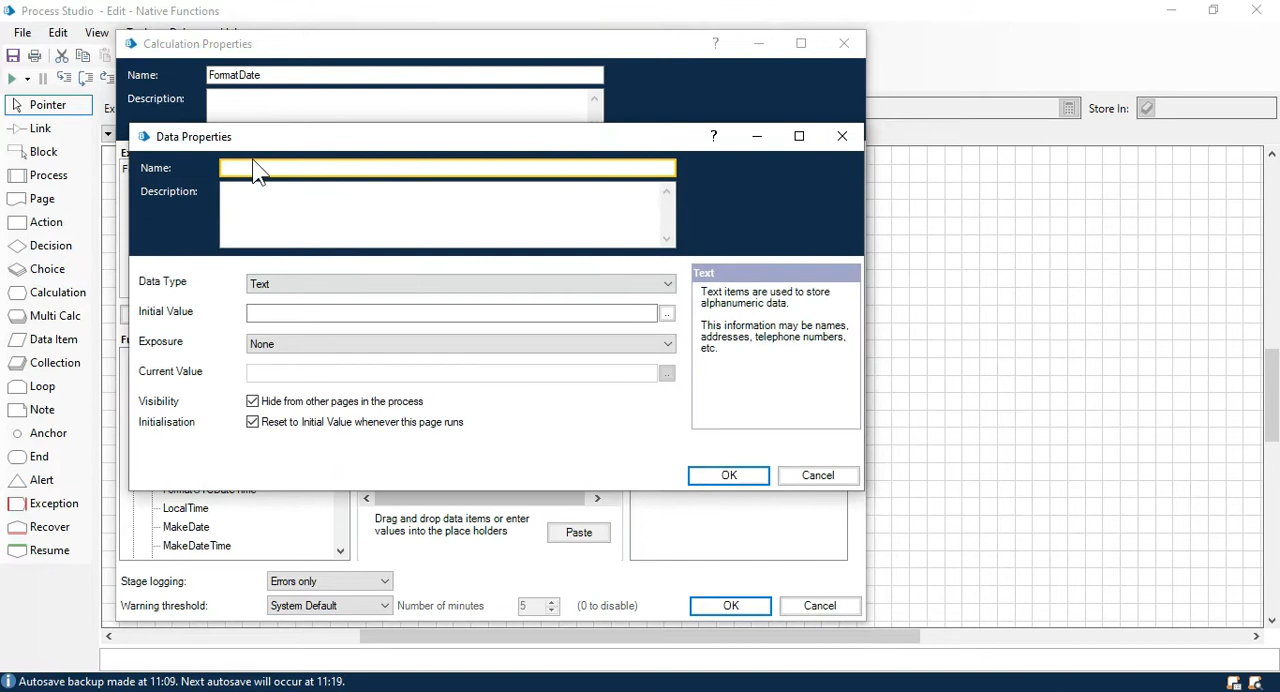 Process Studio - Edit - Native Functions
File Edit View
Calculation Properties
Name: FormatDate
Description:
Store In:
Data Properties
Name:
Description:
Data Type Text
Initial Value
Exposure None
Current Value
Visibility Hide from other pages in the process
Initialisation Reset to Initial Value whenever this page runs
Text
Text items are used to store
alphanumeric data.
This information may be names,
addresses, telephone numbers,
etc.
OK Cancel
Pointer
Link
Block
Process
Page
Action
Decision
Choice
Calculation
Multi Calc
Data Item
Collection
Loop
Note
Anchor
End
Alert
Exception
Recover
Resume
LocalTime
MakeDate
MakeDateTime
Drag and drop data items or enter
values into the place holders
Paste
Stage logging: Errors only
Warning threshold: System Default Number of minutes 5 (0 to disable)
OK Cancel
Autosave backup made at 11:09. Next autosave will occur at 11:19.